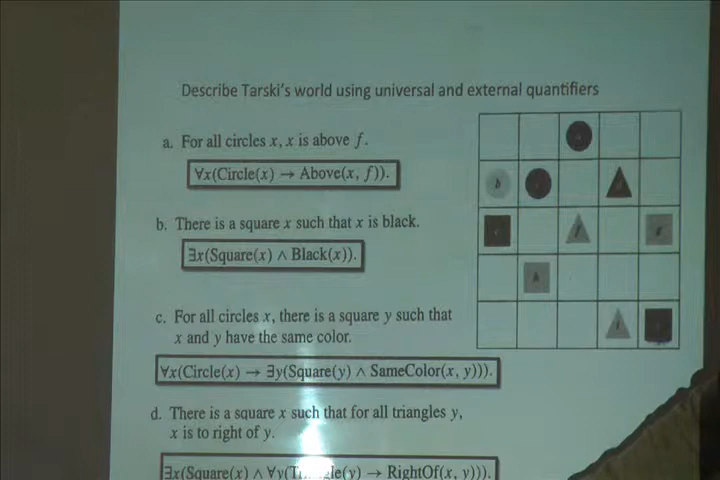 Describe Tarski's world using universal and external quantifiers
a. For all circles x, x is above f.
∀x(Circle(x) → Above(x, f)).
b. There is a square x such that x is black.
∃x(Square(x) ∧ Black(x)).
c. For all circles x, there is a square y such that
x and y have the same color.
∀x(Circle(x) → ∃y(Square(y) ∧ SameColor(x, y))).
d. There is a square x such that for all triangles y,
x is to right of y.
∃x(Square(x) ∧ ∀y(Triangle(y) → RightOf(x, y))).
b
f
g
h